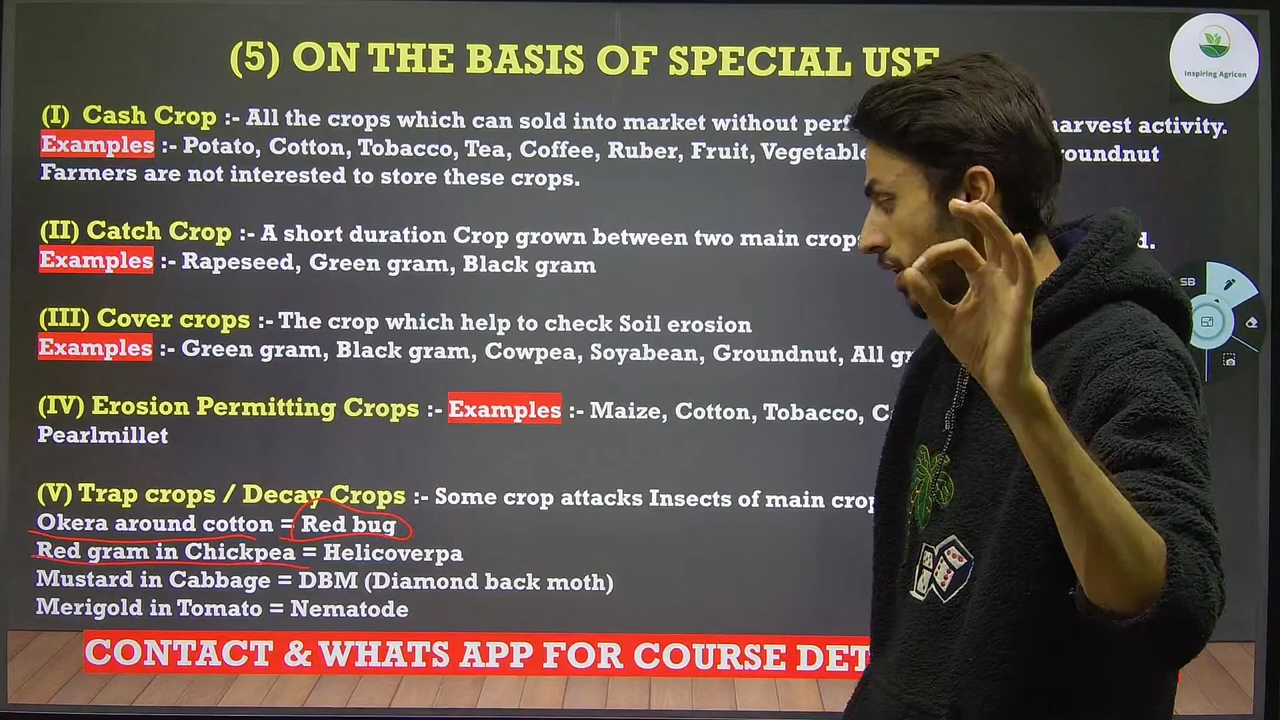 (5) ON THE BASIS OF SPECIAL USE
Inspiring Agricon
(I) Cash Crop :- All the crops which can sold into market without harvest activity.
Examples :- Potato, Cotton, Tobacco, Tea, Coffee, Ruber, Fruit, roundnut
Farmers are not interested to store these crops.
(II) Catch Crop :- A short duration Crop grown between two main d.
Examples :- Rapeseed, Green gram, Black gram
SB
(III) Cover crops :- The crop which help to check Soil erosion
Examples :- Green gram, Black gram, Cowpea, Soyabean, Groundnut, All
(IV) Erosion Permitting Crops :- Examples :- Maize, Cotton, Tobacco,
Pearlmillet
(V) Trap crops / Decay Crops :- Some crop attacks Insects of main
Okera around cotton = Red bug
Red gram in Chickpea = Helicoverpa
Mustard in Cabbage = DBM (Diamond back moth)
Merigold in Tomato = Nematode
CONTACT & WHATS APP FOR COURSE